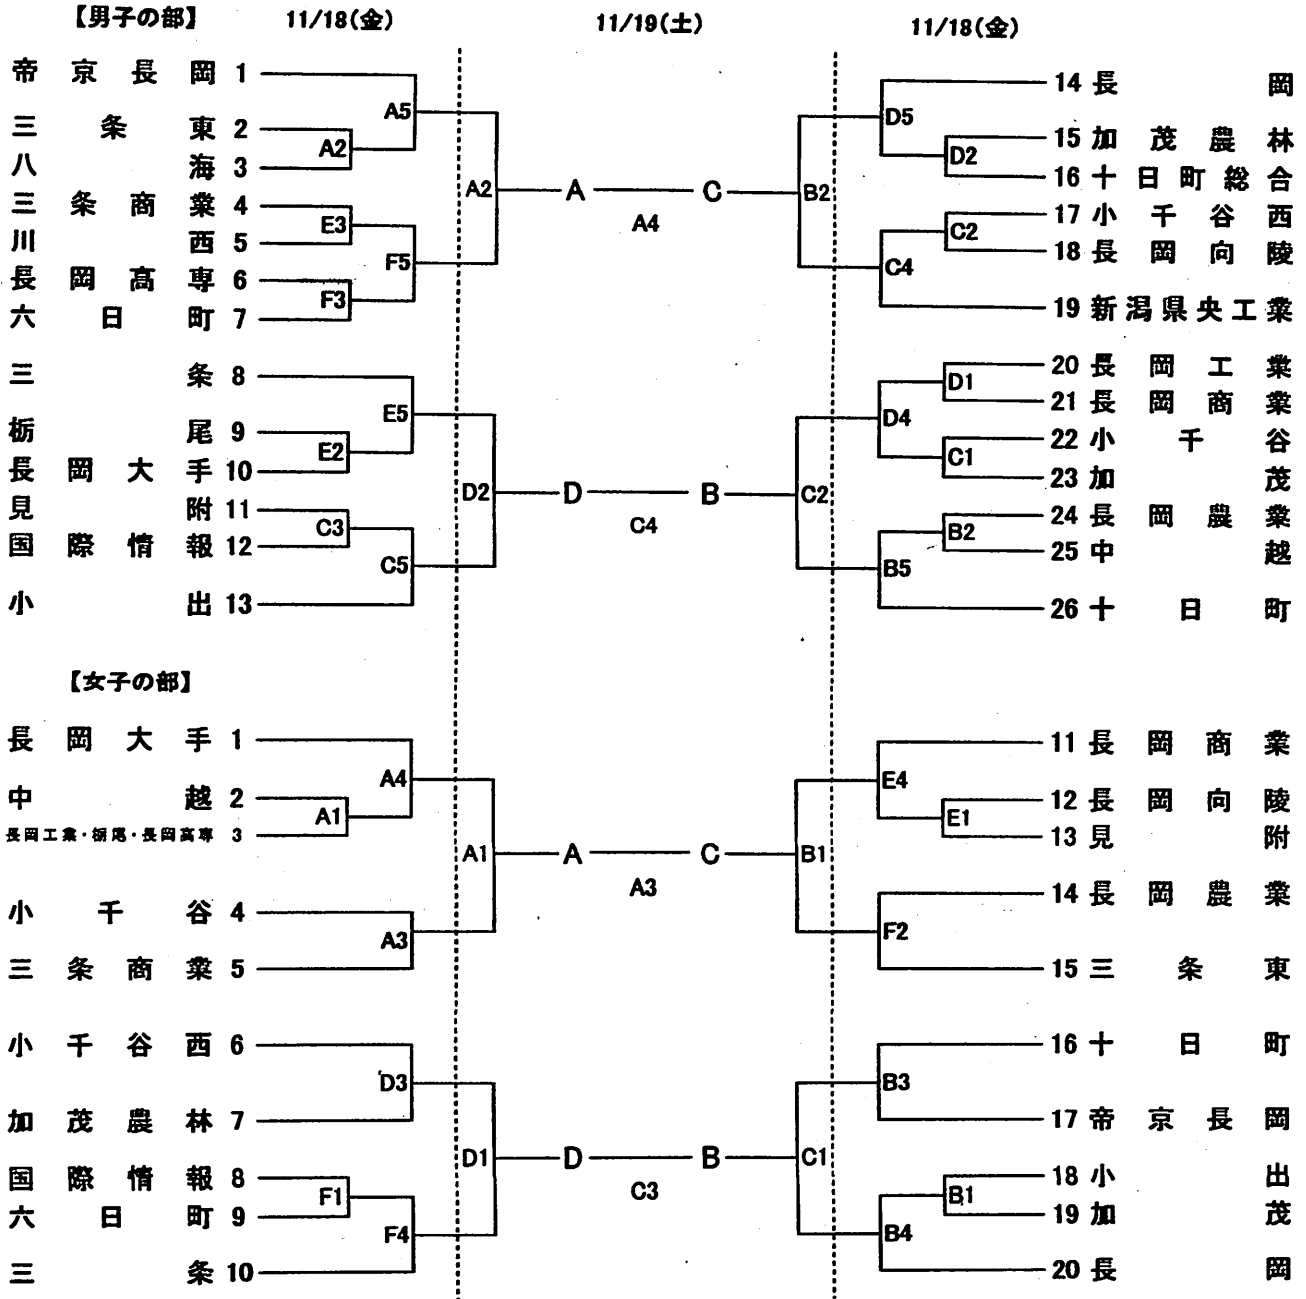 【男子の部】 11/18(金) 11/19(土) 11/18(金)
帝京長岡 1
三条東 2
八海 3
三条商業 4
川西 5
長岡高専 6
六日町 7
三条 8
栃尾 9
長岡大手 10
見附 11
国際情報 12
小出 13
A5
A2
E3
F5
F3
E5
E2
C3
C5
A2
D2
A C
A4
D B
C4
B2
C2
D5
D2
C2
C4
D1
D4
C1
B2
B5
14 長岡
15 加茂農林
16 十日町総合
17 小千谷西
18 長岡向陵
19 新潟県央工業
20 長岡工業
21 長岡商業
22 小千谷
23 加茂
24 長岡農業
25 中越
26 十日町
【女子の部】
長岡大手 1
中越 2
長岡工業・栃尾・長岡高専 3
小千谷 4
三条商業 5
小千谷西 6
加茂農林 7
国際情報 8
六日町 9
三条 10
A4
A1
A3
D3
F1
F4
A1
D1
A C
A3
D B
C3
B1
C1
E4
E1
F2
B3
B1
B4
11 長岡商業
12 長岡向陵
13 見附
14 長岡農業
15 三条東
16 十日町
17 帝京長岡
18 小出
19 加茂
20 長岡